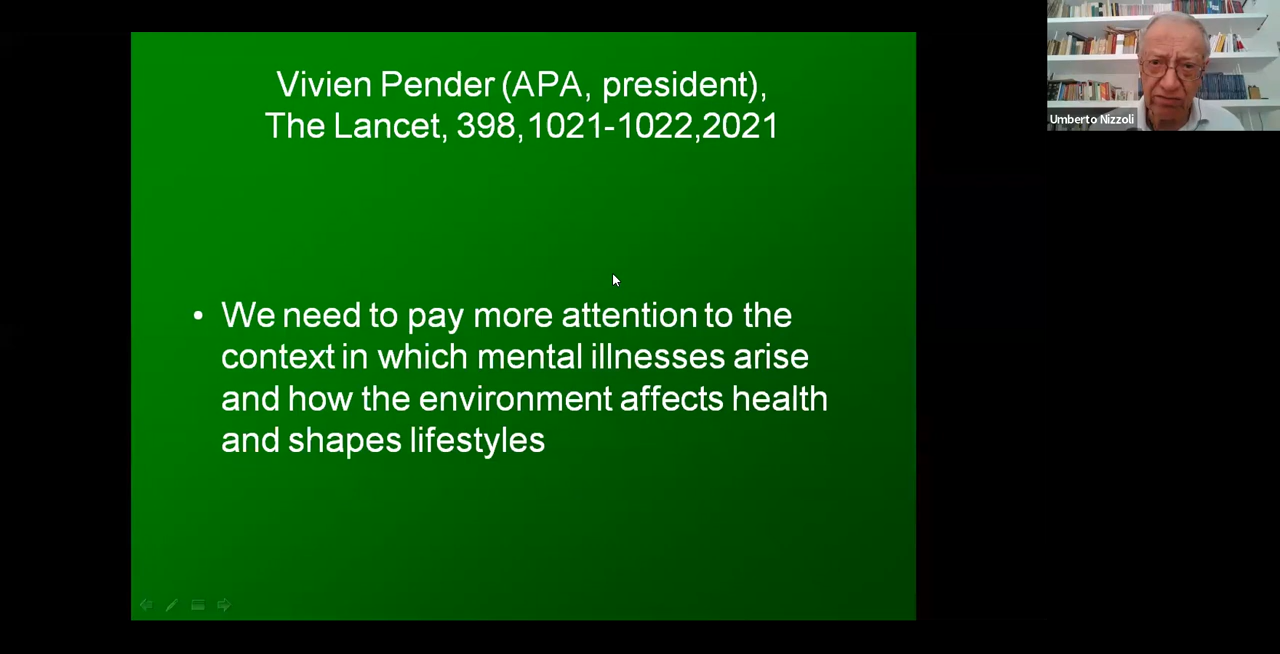 Vivien Pender (APA, president),
The Lancet, 398,1021-1022,2021
• We need to pay more attention to the
context in which mental illnesses arise
and how the environment affects health
and shapes lifestyles
Umberto Nizzoli